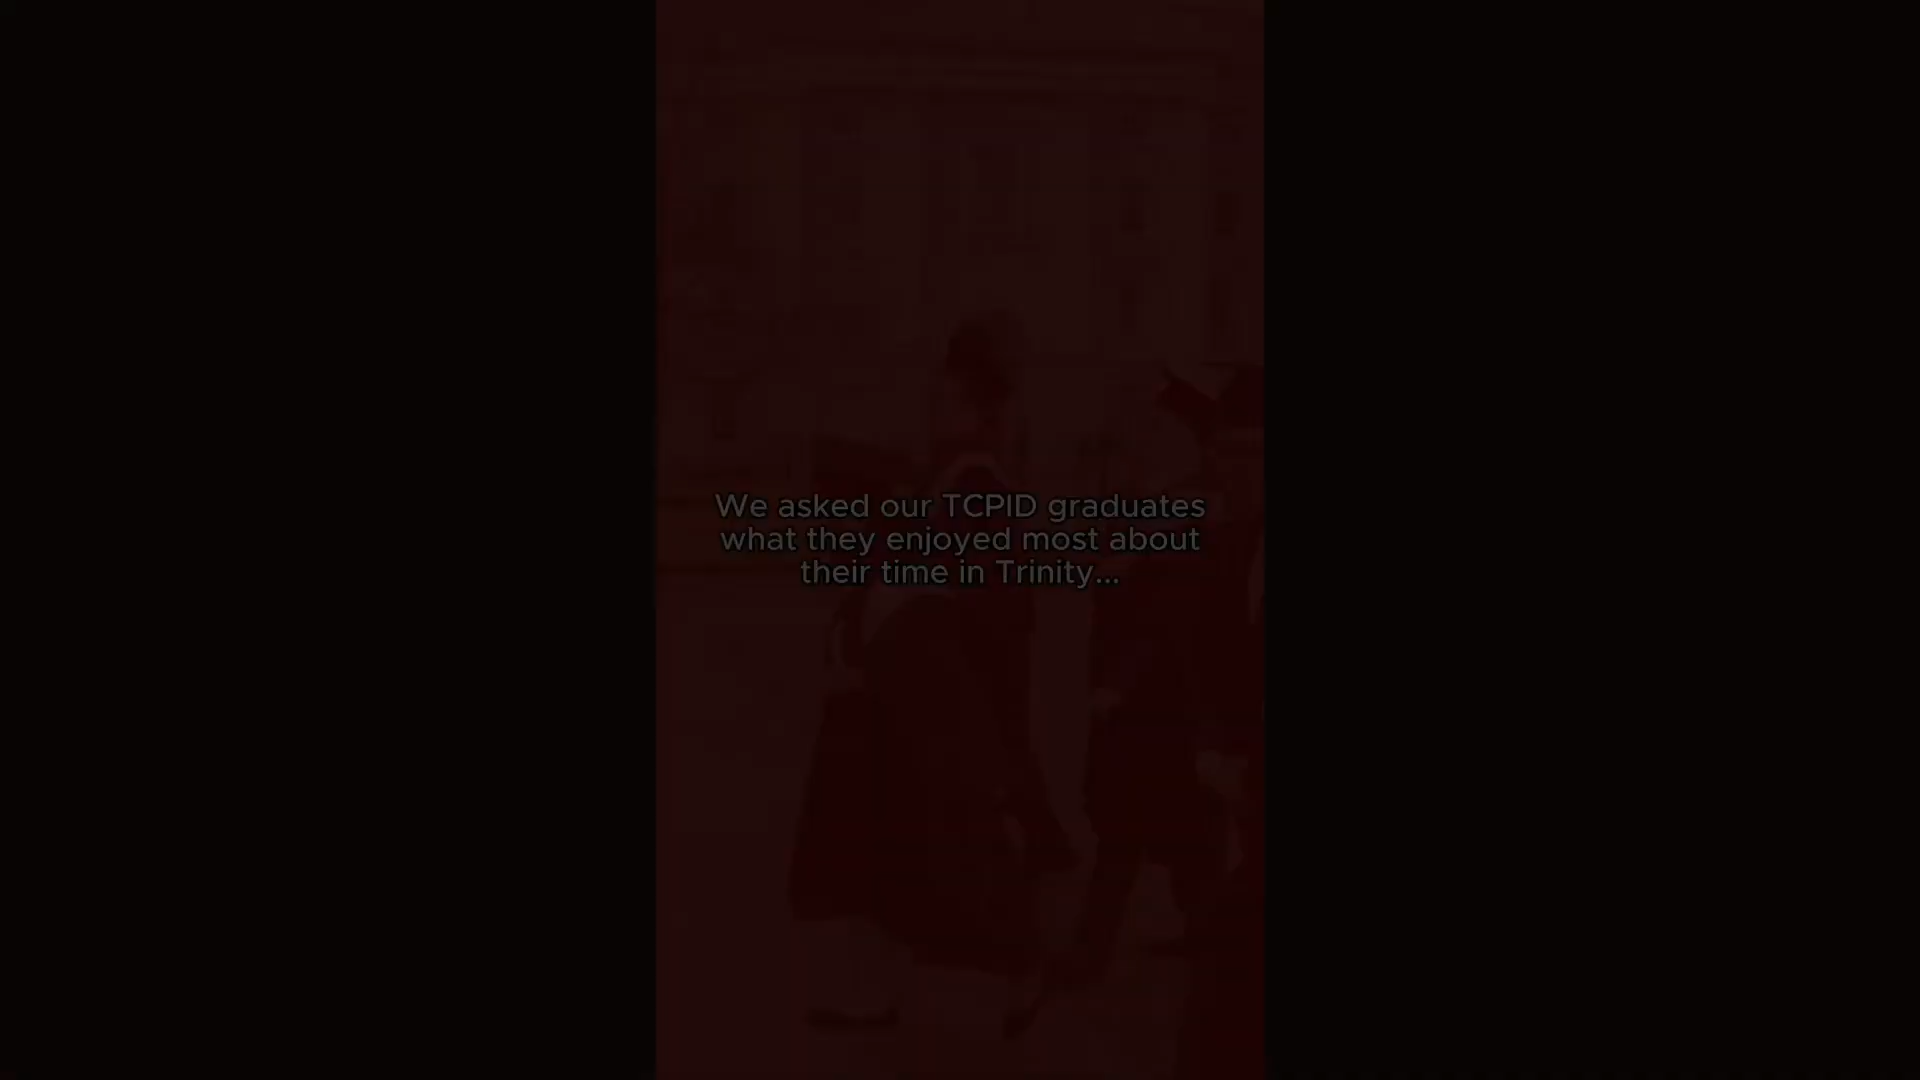 We asked our TCPID graduates
what they enjoyed most about
their time in Trinity...